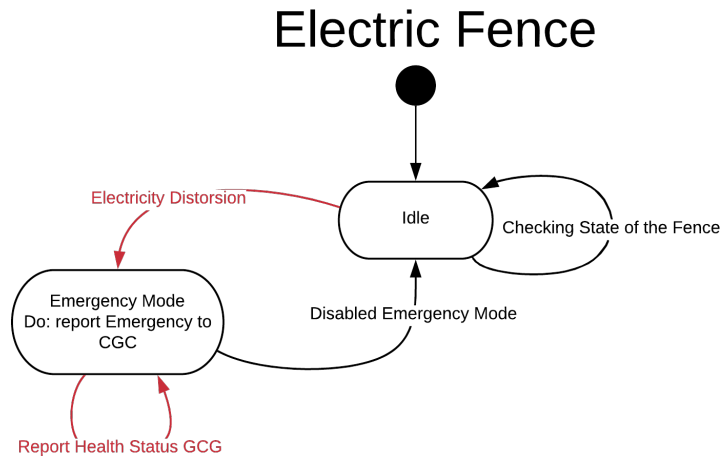 Electric Fence
Electricity Distorsion
Idle
Checking State of the Fence
Emergency Mode
Do: report Emergency to
CGC
Disabled Emergency Mode
Report Health Status GCG